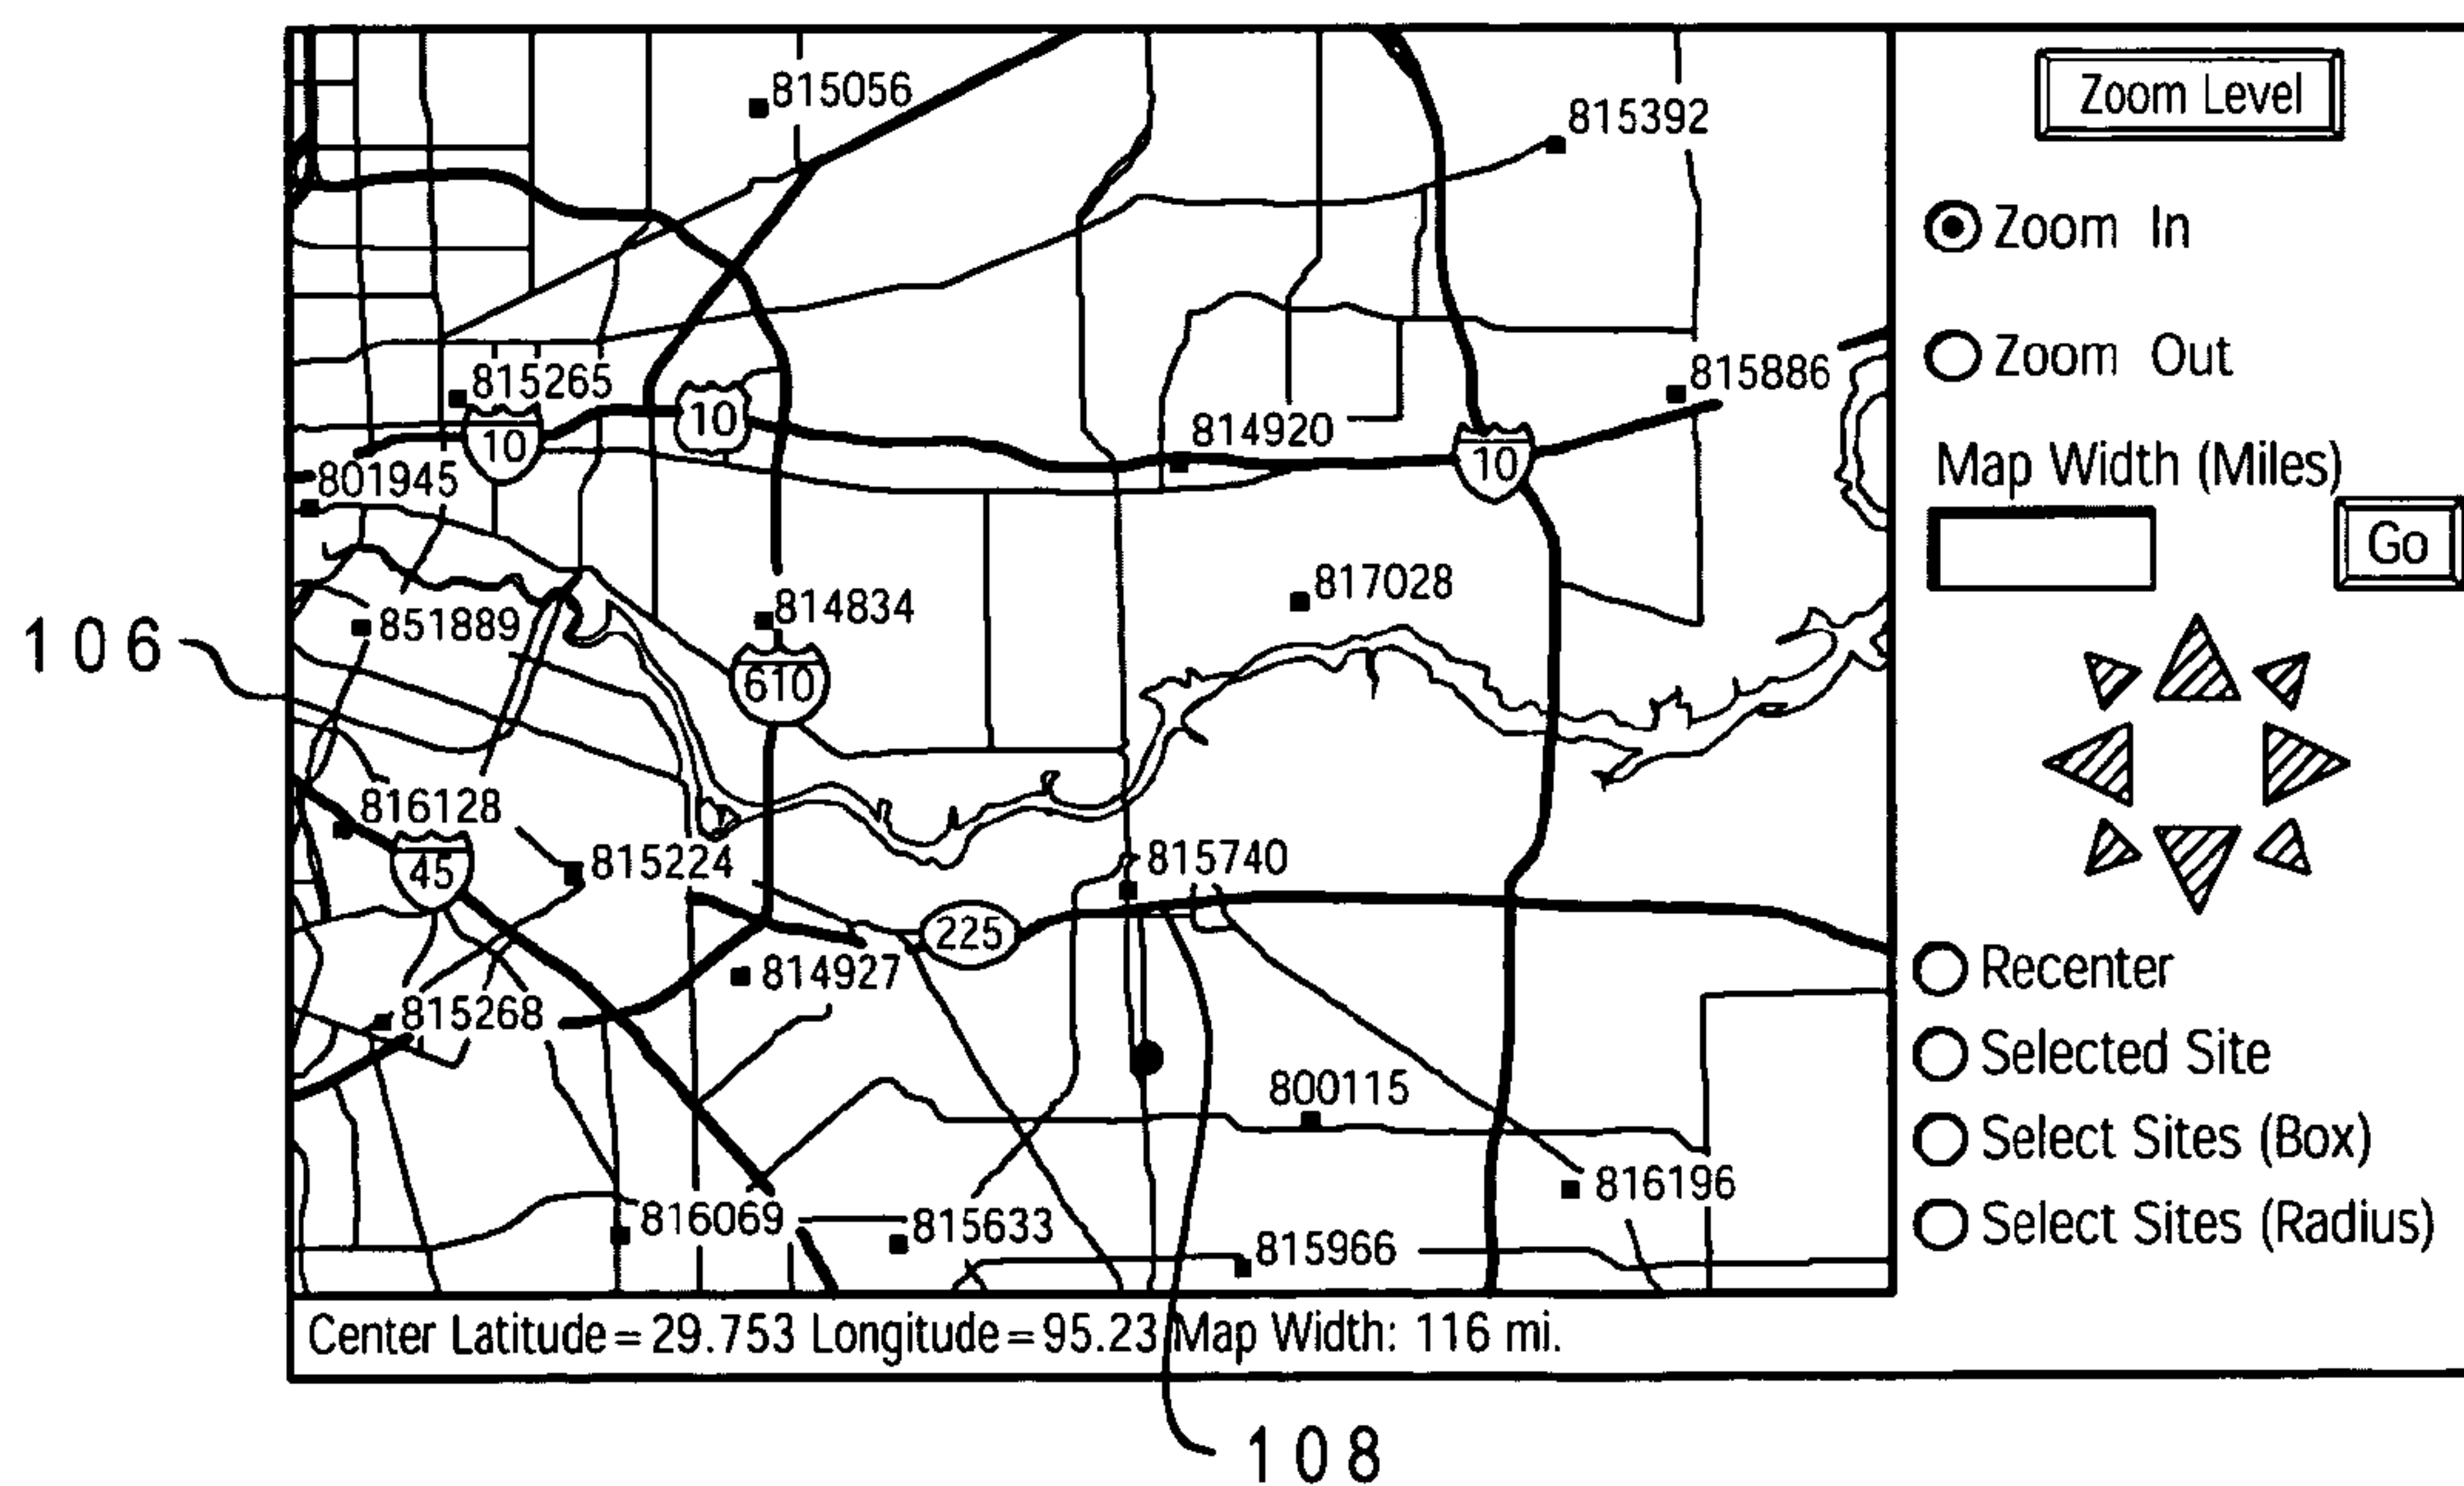 815056
815392
Zoom Level
Zoom In
Zoom Out
815265
815886
10
10
814920
10
Map Width (Miles)
801945
Go
817028
814834
851889
106
610
816128
45
815224
815740
225
814927
Recenter
815268
Selected Site
800115
Select Sites (Box)
816196
816069
815633
Select Sites (Radius)
815966
Center Latitude = 29.753 Longitude = 95.23 Map Width: 116 mi.
108